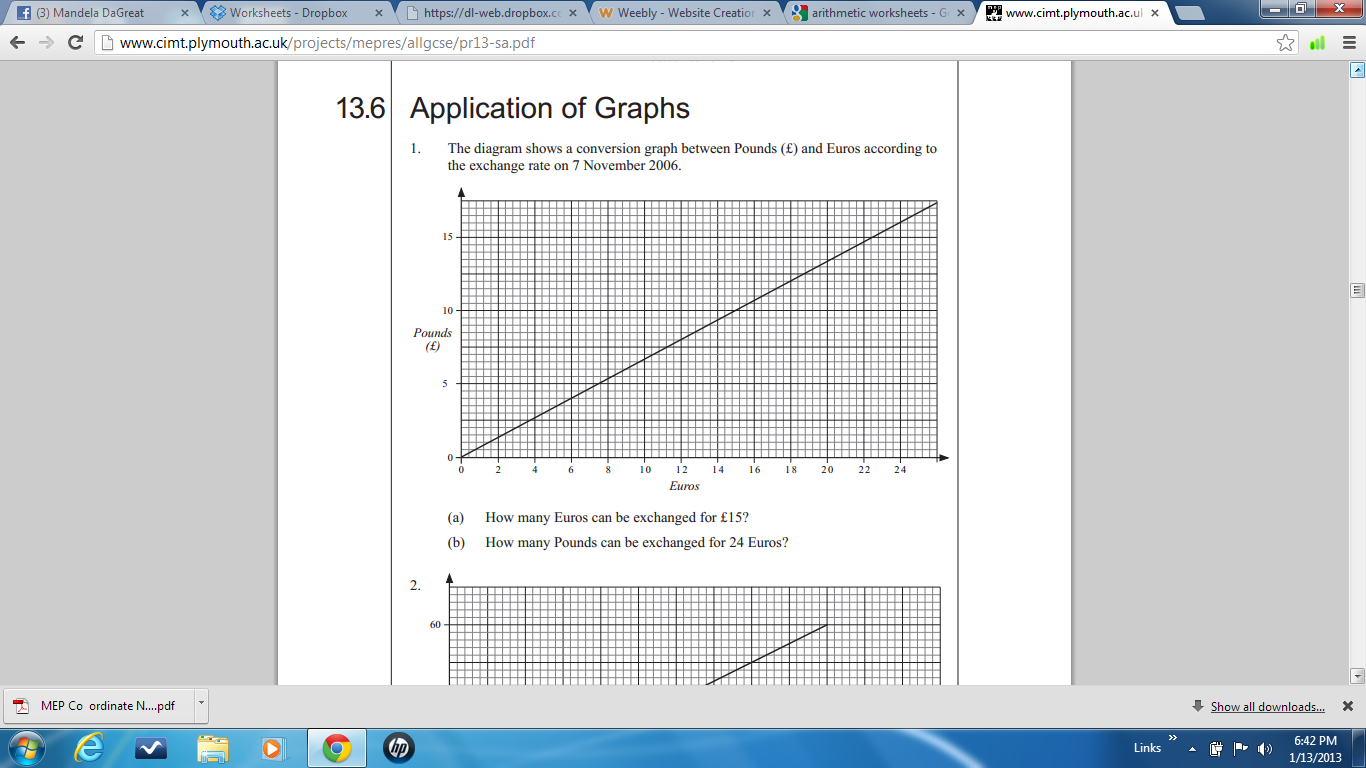 (3) Mandela DaGreat
Worksheets - Dropbox
https://dl-web.dropbox.co
Weebly - Website Creation
arithmetic worksheets - G
www.cimt.plymouth.ac.u
www.cimt.plymouth.ac.uk/projects/mepres/allgcse/pr13-sa.pdf
13.6 Application of Graphs
1. The diagram shows a conversion graph between Pounds (£) and Euros according to
the exchange rate on 7 November 2006.
15
10
Pounds
(£)
5
0
0 2 4 6 8 10 12 14 16 18 20 22 24
Euros
(a) How many Euros can be exchanged for £15?
(b) How many Pounds can be exchanged for 24 Euros?
2.
60
MEP Co ordinate N....pdf
Show all downloads...
hp
Links
6:42 PM
1/13/2013